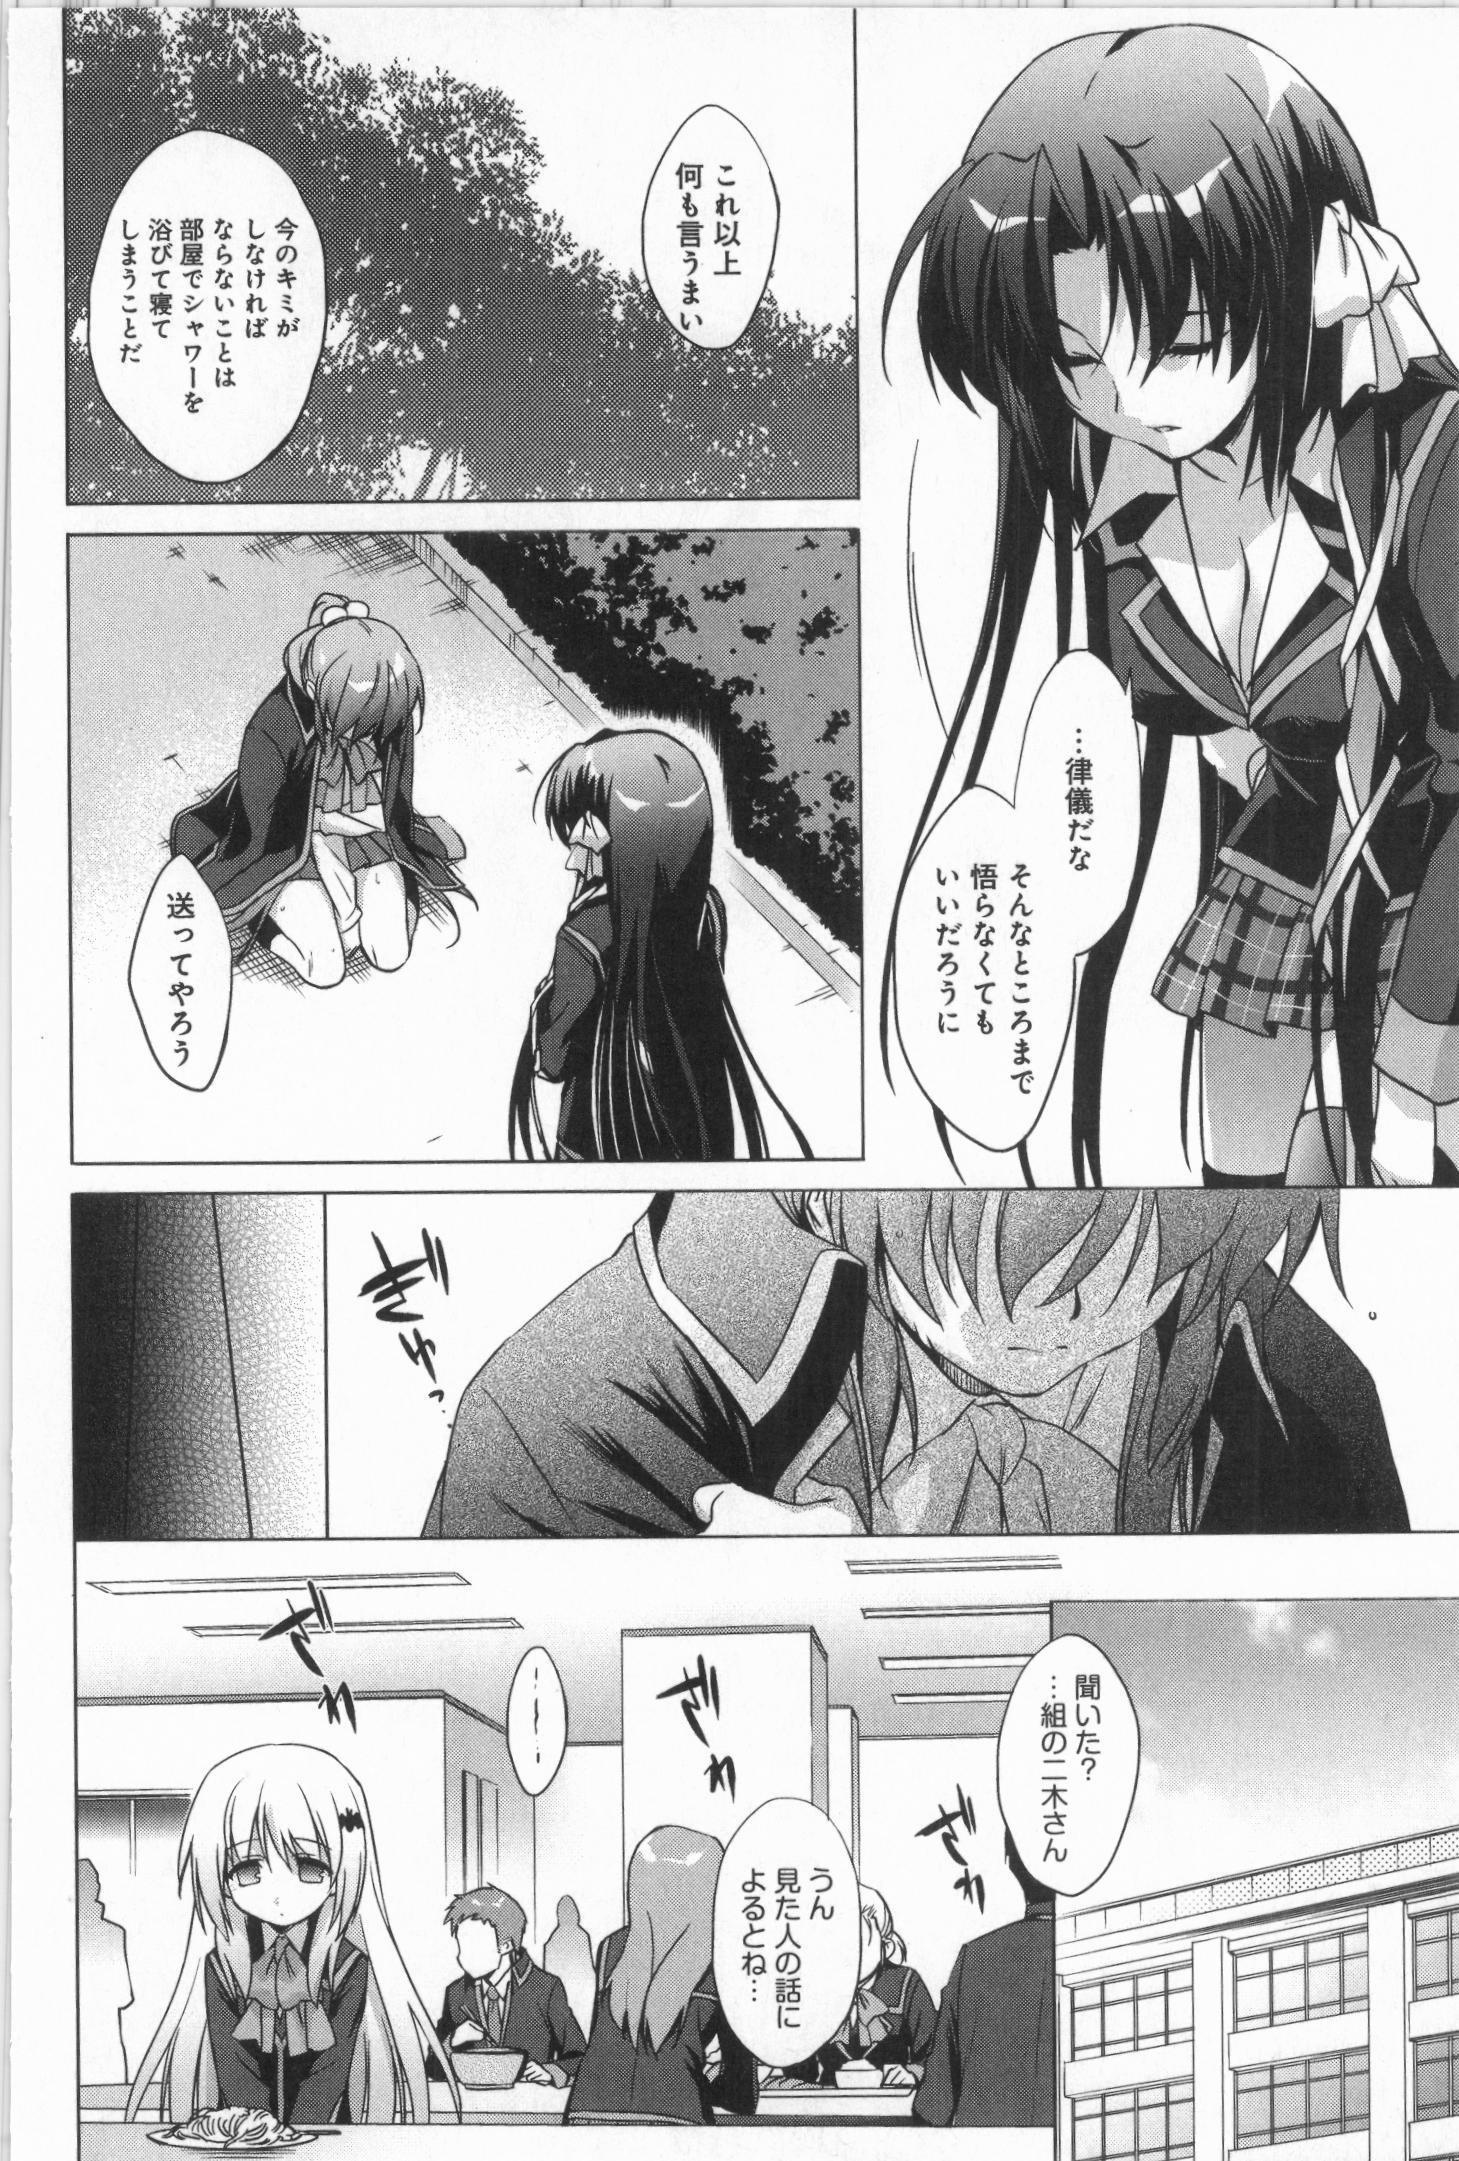 …律儀だな
そんなところまで
悟らなくても
いいだろうに
これ以上
何も言うまい
今のキミが
しなければ
ならないことは
部屋でシャワーを
浴びて寝て
しまうことだ
送ってやろう
ぎゅっ…
聞いた？
…組の二木さん
ざわ
うん
見た人の話に
よるとね…
ざわ
ざわ